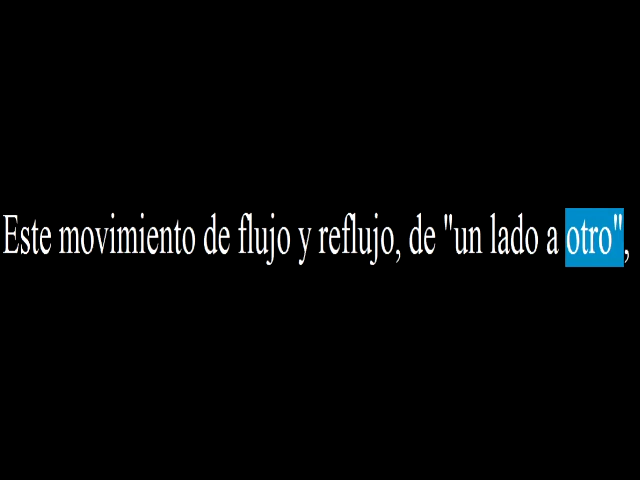 Este movimiento de flujo y reflujo, de "un lado a otro",